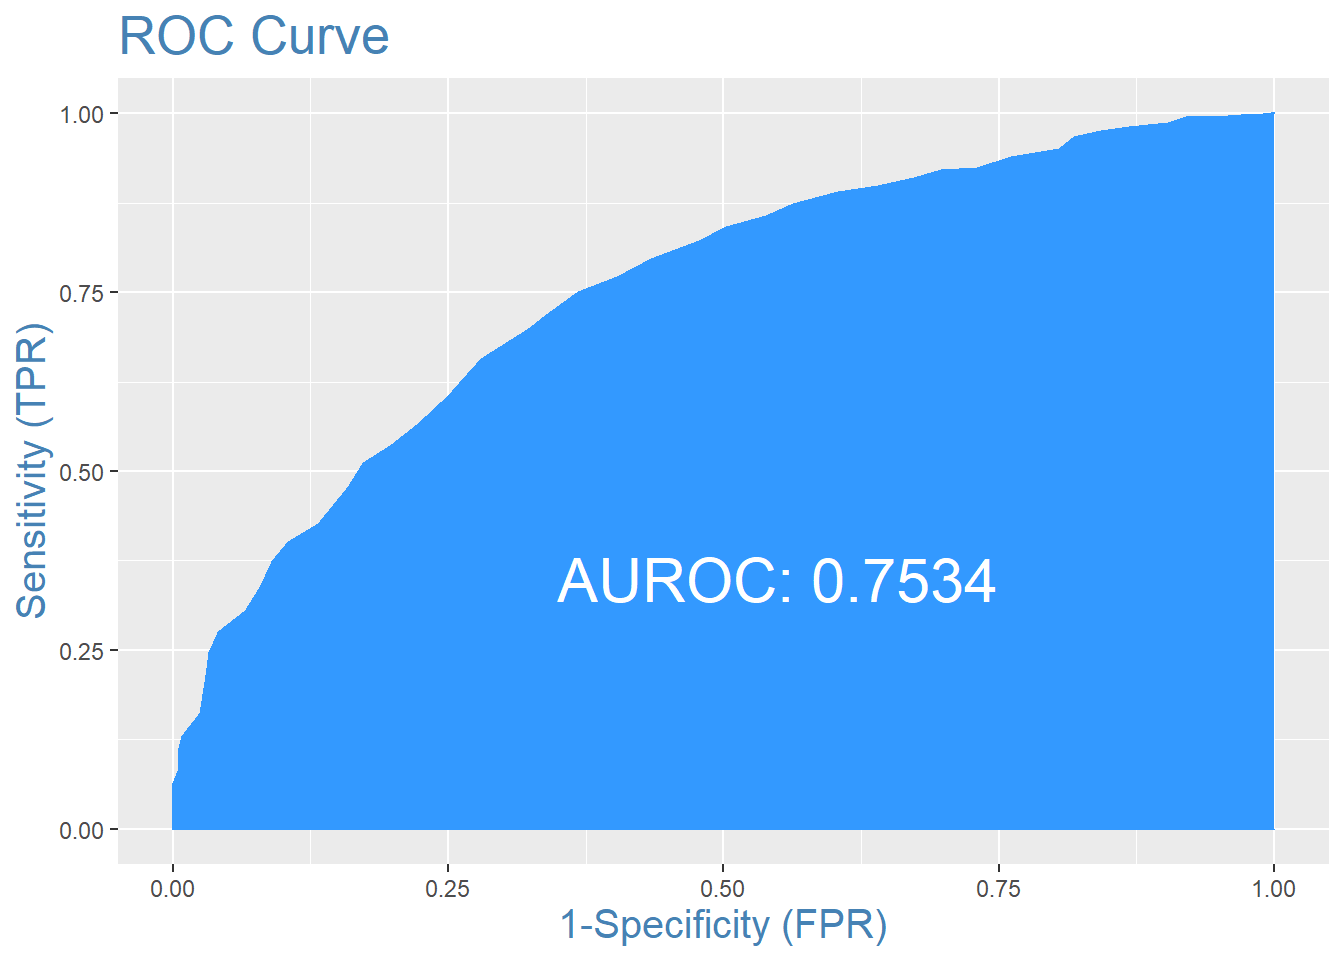 ROC Curve
1.00
0.75
0.50
0.25
0.00
Sensitivity (TPR)
AUROC: 0.7534
0.00 0.25 0.50 0.75 1.00
1-Specificity (FPR)